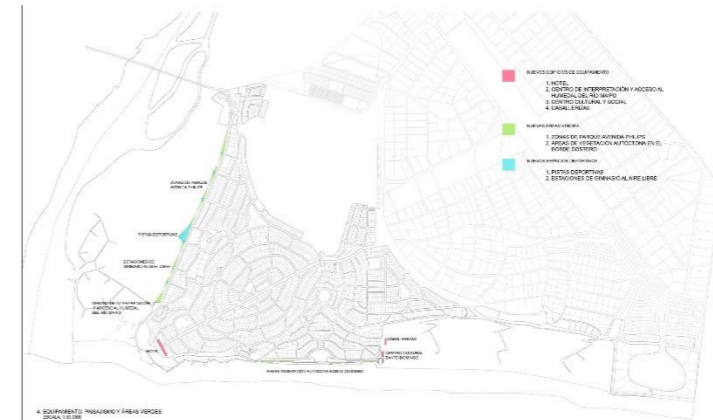 NUEVOS EDIFICIOS DE EQUIPAMIENTO
1. HOTEL
2. CENTRO DE INTERPRETACIÓN Y ACCESO AL
HUMEDAL DEL RÍO MAIPO
3. CENTRO CULTURAL Y SOCIAL
4. CABALLERIZAS
NUEVAS ÁREAS VERDES
1. ZONAS DE PARQUE AVENIDA PHILIPS
2. ÁREAS DE VEGETACIÓN AUTÓCTONA EN EL
BORDE COSTERO
NUEVOS ESPACIOS DEPORTIVOS
1. PISTAS DEPORTIVAS
2. ESTACIONES DE GIMNASIO AL AIRE LIBRE
ZONAS DE PARQUE
AVENIDA PHILIPS
PISTAS DEPORTIVAS
ESTACIONES DE
GIMNASIO AL AIRE LIBRE
Y ACCESO AL HUMEDAL
DEL RÍO MAIPO
HOTEL
CENTRO CULTURAL
SANTO DOMINGO
4. EQUIPAMIENTO, PAISAJISMO Y ÁREAS VERDES